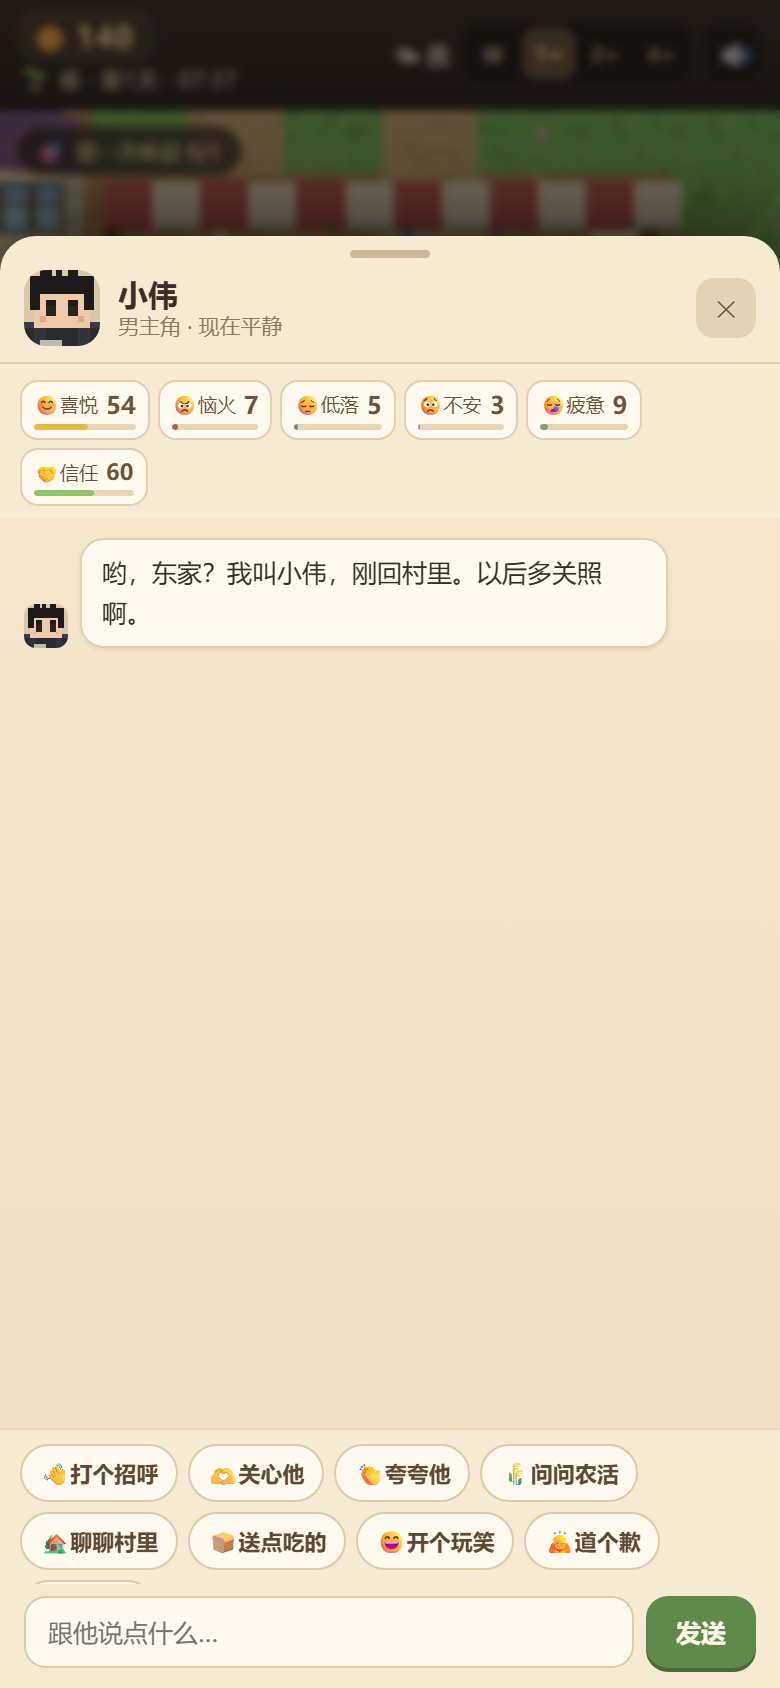 140
小伟
男主角 · 现在平静
喜悦 54
恼火 7
低落 5
不安 3
疲惫 9
信任 60
哟，东家？我叫小伟，刚回村里。以后多关照
啊。
打个招呼
关心他
夸夸他
问问农活
聊聊村里
送点吃的
开个玩笑
道个歉
跟他说点什么...
发送